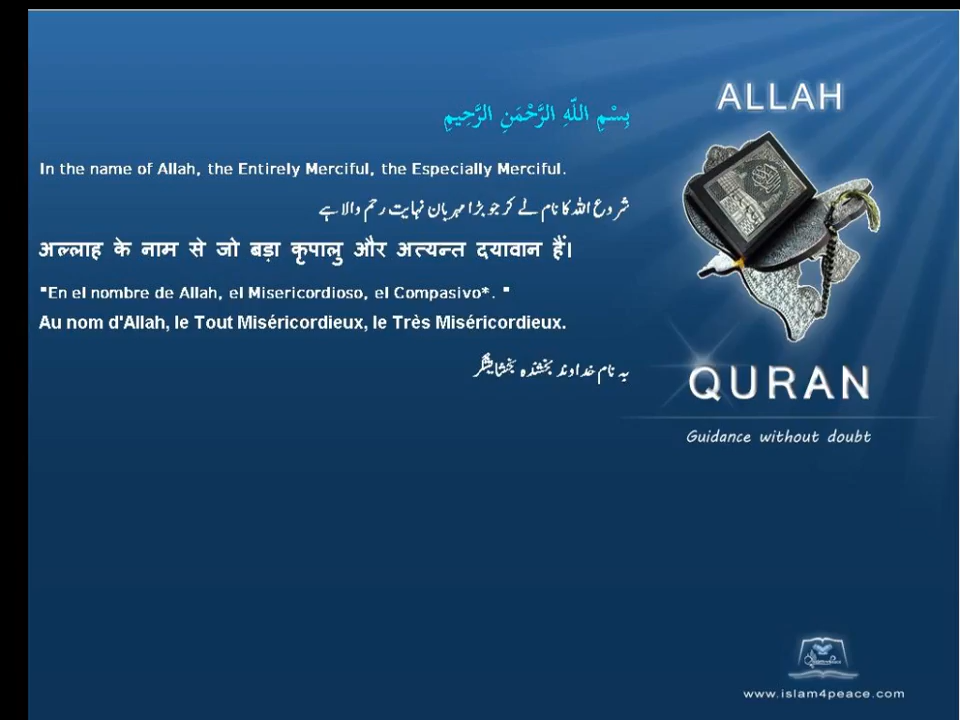 بِسْمِ اللَّهِ الرَّحْمَنِ الرَّحِيمِ
In the name of Allah, the Entirely Merciful, the Especially Merciful.
شروع الله کا نام لے کر جو بڑا مہربان نہایت رحم والا ہے
अल्लाह के नाम से जो बड़ा कृपालु और अत्यन्त दयावान हैं।
"En el nombre de Allah, el Misericordioso, el Compasivo*. "
Au nom d'Allah, le Tout Miséricordieux, le Très Miséricordieux.
به نام خداوند بخشنده بخشایشگر
ALLAH
QURAN
Guidance without doubt
www.islam4peace.com